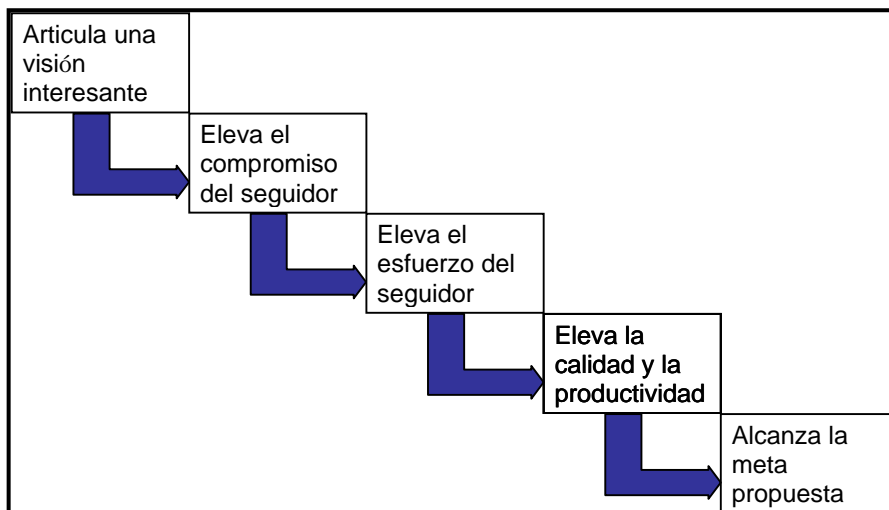 Articula una
visión
interesante
Eleva el
compromiso
del seguidor
Eleva el
esfuerzo del
seguidor
Eleva la
calidad y la
productividad
Alcanza la
meta
propuesta